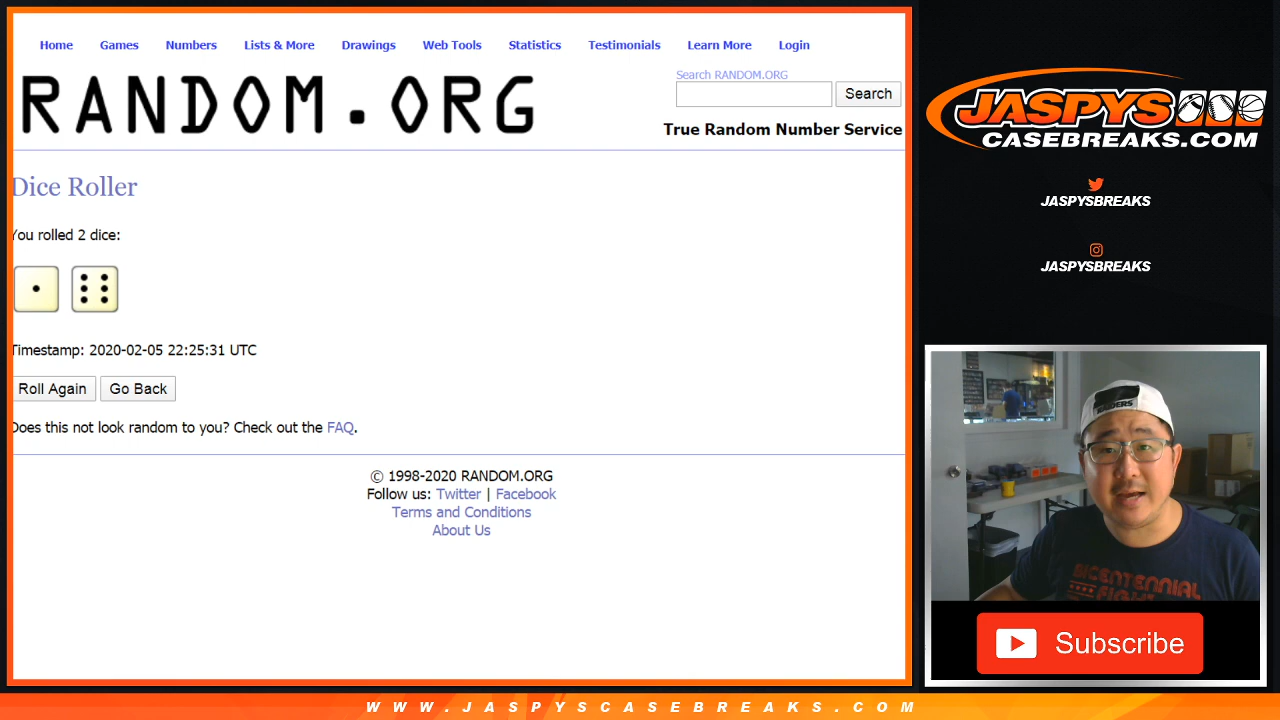 Home Games Numbers Lists & More Drawings Web Tools Statistics Testimonials Learn More Login
RANDOM.ORG
Search RANDOM.ORG
Search
True Random Number Service
Dice Roller
You rolled 2 dice:
Timestamp: 2020-02-05 22:25:31 UTC
Roll Again Go Back
Does this not look random to you? Check out the FAQ.
© 1998-2020 RANDOM.ORG
Follow us: Twitter | Facebook
Terms and Conditions
About Us
JASPYS
CASEBREAKS.COM
JASPYSBREAKS
JASPYSBREAKS
BICENTENNIAL
Subscribe
WWW.JASPYSCASEBREAKS.COM